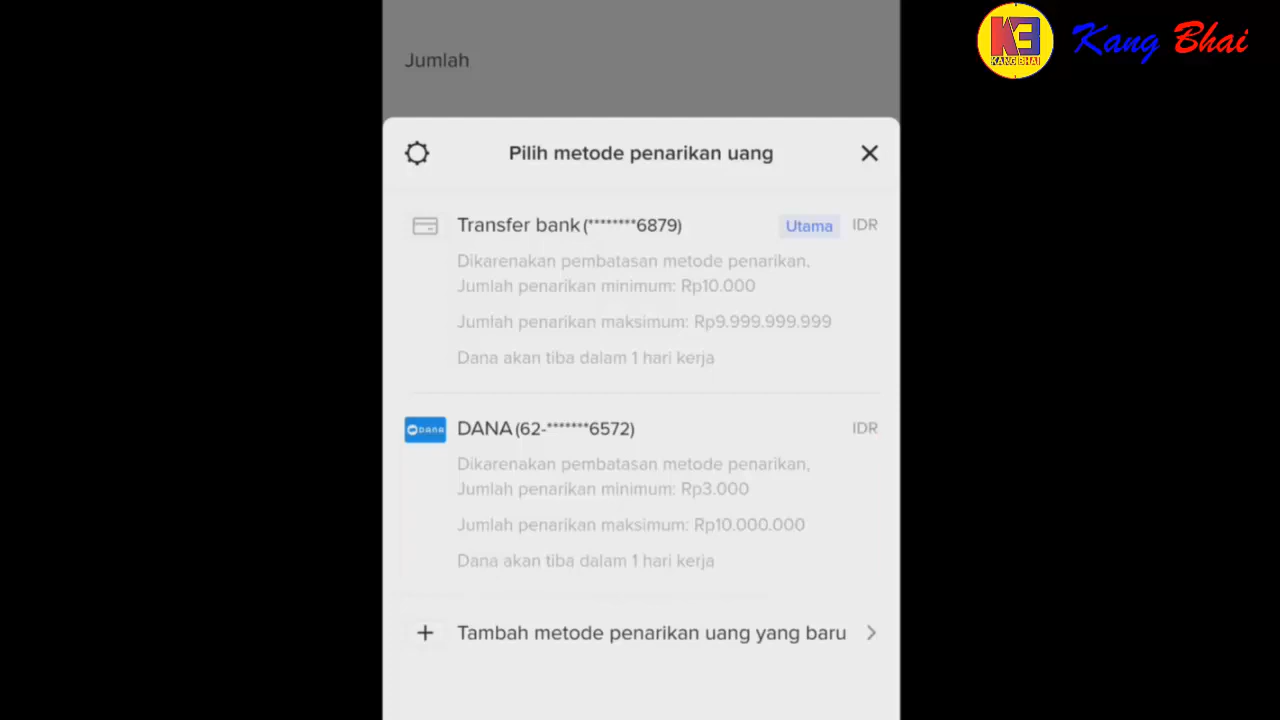 K3
KANG BHAI
Kang Bhai
Jumlah
Pilih metode penarikan uang
Transfer bank (********6879) Utama IDR
Dikarenakan pembatasan metode penarikan,
Jumlah penarikan minimum: Rp10.000
Jumlah penarikan maksimum: Rp9.999.999.999
Dana akan tiba dalam 1 hari kerja
DANA DANA (62-*******6572) IDR
Dikarenakan pembatasan metode penarikan,
Jumlah penarikan minimum: Rp3.000
Jumlah penarikan maksimum: Rp10.000.000
Dana akan tiba dalam 1 hari kerja
Tambah metode penarikan uang yang baru